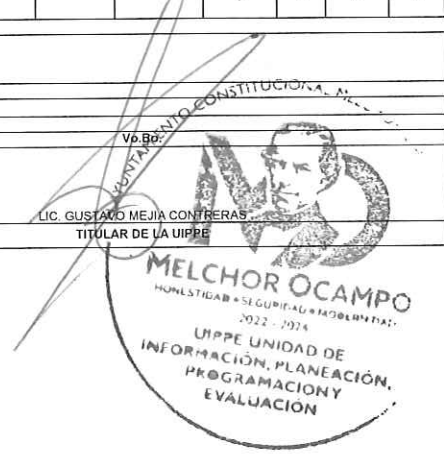 AYUNTAMIENTO CONSTITUCIONAL
Vo.Bo.
LIC. GUSTAVO MEJIA CONTRERAS
TITULAR DE LA UIPPE
MELCHOR OCAMPO
HONESTIDAD • SEGURIDAD • MODERNIDAD
2022 - 2024
UIPPE UNIDAD DE
INFORMACIÓN, PLANEACIÓN,
PROGRAMACION Y
EVALUACIÓN